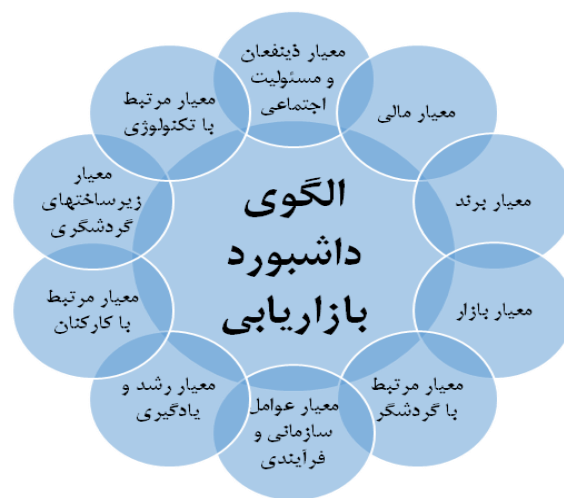 معیار ذینفعان
و مسئولیت
اجتماعی
معیار مالی
معیار برند
معیار بازار
معیار مرتبط
با گردشگر
معیار عوامل
سازمانی و
فرآیندی
معیار رشد و
یادگیری
معیار مرتبط
با کارکنان
معیار
زیرساختهای
گردشگری
معیار مرتبط
با تکنولوژی
الگوی
داشبورد
بازاریابی